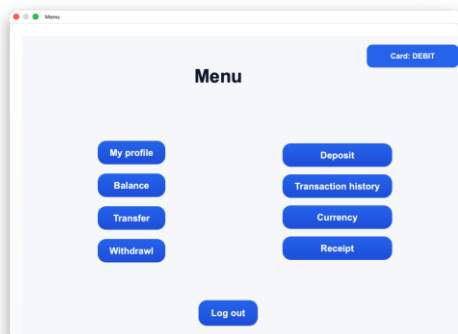 Menu
Card: DEBIT
Menu
My profile
Balance
Transfer
Withdrawl
Deposit
Transaction history
Currency
Receipt
Log out